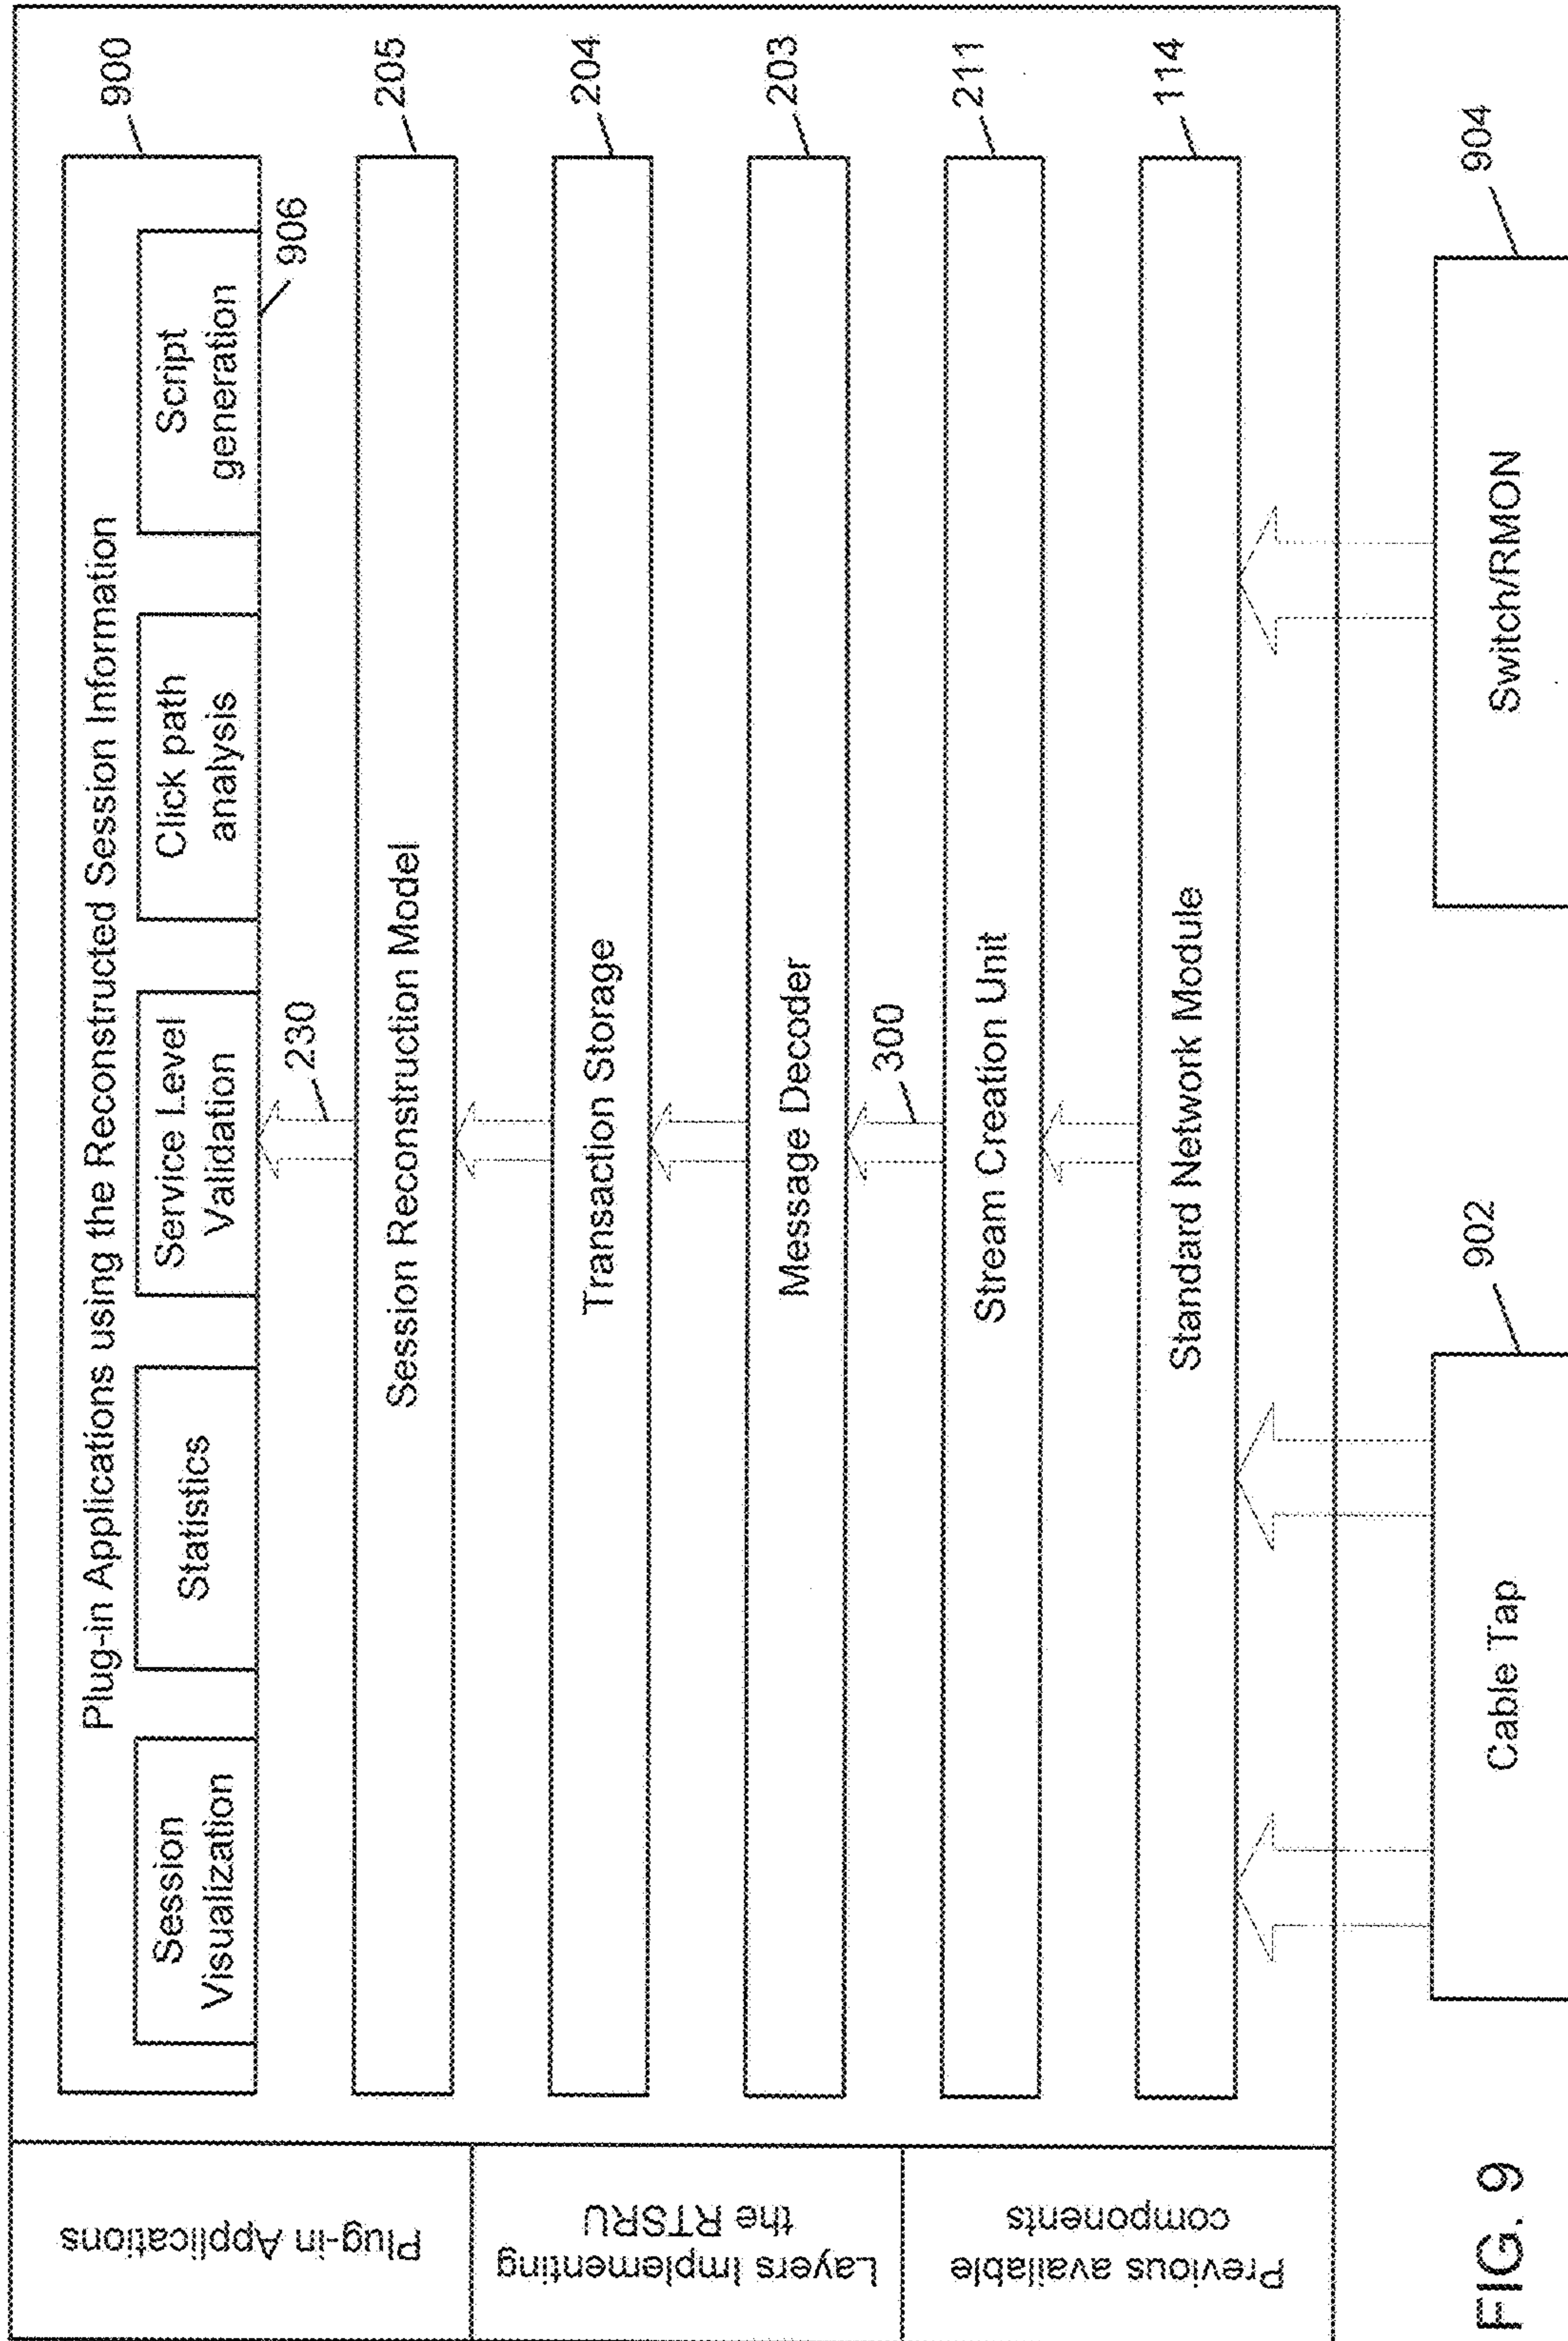 Plug-in Applications
Layers Implementing
the RTSRU
Previous available
components
Plug-in Applications using the Reconstructed Session Information
900
Session
Visualization
Statistics
Service Level
Validation
Click path
analysis
Script
generation
906
230
Session Reconstruction Model
205
Transaction Storage
204
Message Decoder
203
300
Stream Creation Unit
211
Standard Network Module
114
Cable Tap
902
Switch/RMON
904
FIG. 9